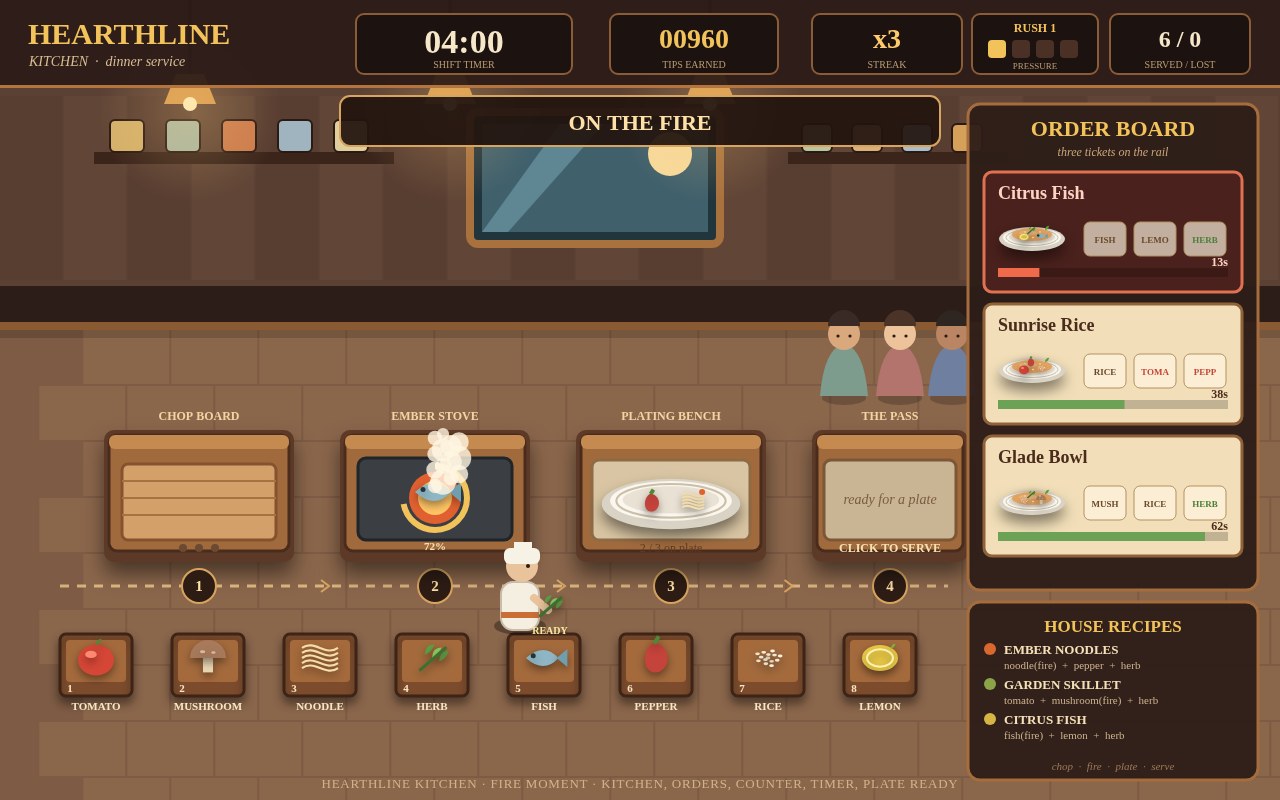 HEARTHLINE
KITCHEN · dinner service
04:00
SHIFT TIMER
00960
TIPS EARNED
x3
STREAK
RUSH 1
PRESSURE
6 / 0
SERVED / LOST
ON THE FIRE
ORDER BOARD
three tickets on the rail
Citrus Fish
FISH LEMO HERB
13s
Sunrise Rice
RICE TOMA PEPP
38s
Glade Bowl
MUSH RICE HERB
62s
CHOP BOARD
EMBER STOVE
PLATING BENCH
THE PASS
ready for a plate
72%
2 / 3 on plate
CLICK TO SERVE
1
2
3
4
READY
1
2
3
4
5
6
7
8
TOMATO
MUSHROOM
NOODLE
HERB
FISH
PEPPER
RICE
LEMON
HOUSE RECIPES
EMBER NOODLES
noodle(fire) + pepper + herb
GARDEN SKILLET
tomato + mushroom(fire) + herb
CITRUS FISH
fish(fire) + lemon + herb
chop · fire · plate · serve
HEARTHLINE KITCHEN · FIRE MOMENT · KITCHEN, ORDERS, COUNTER, TIMER, PLATE READY